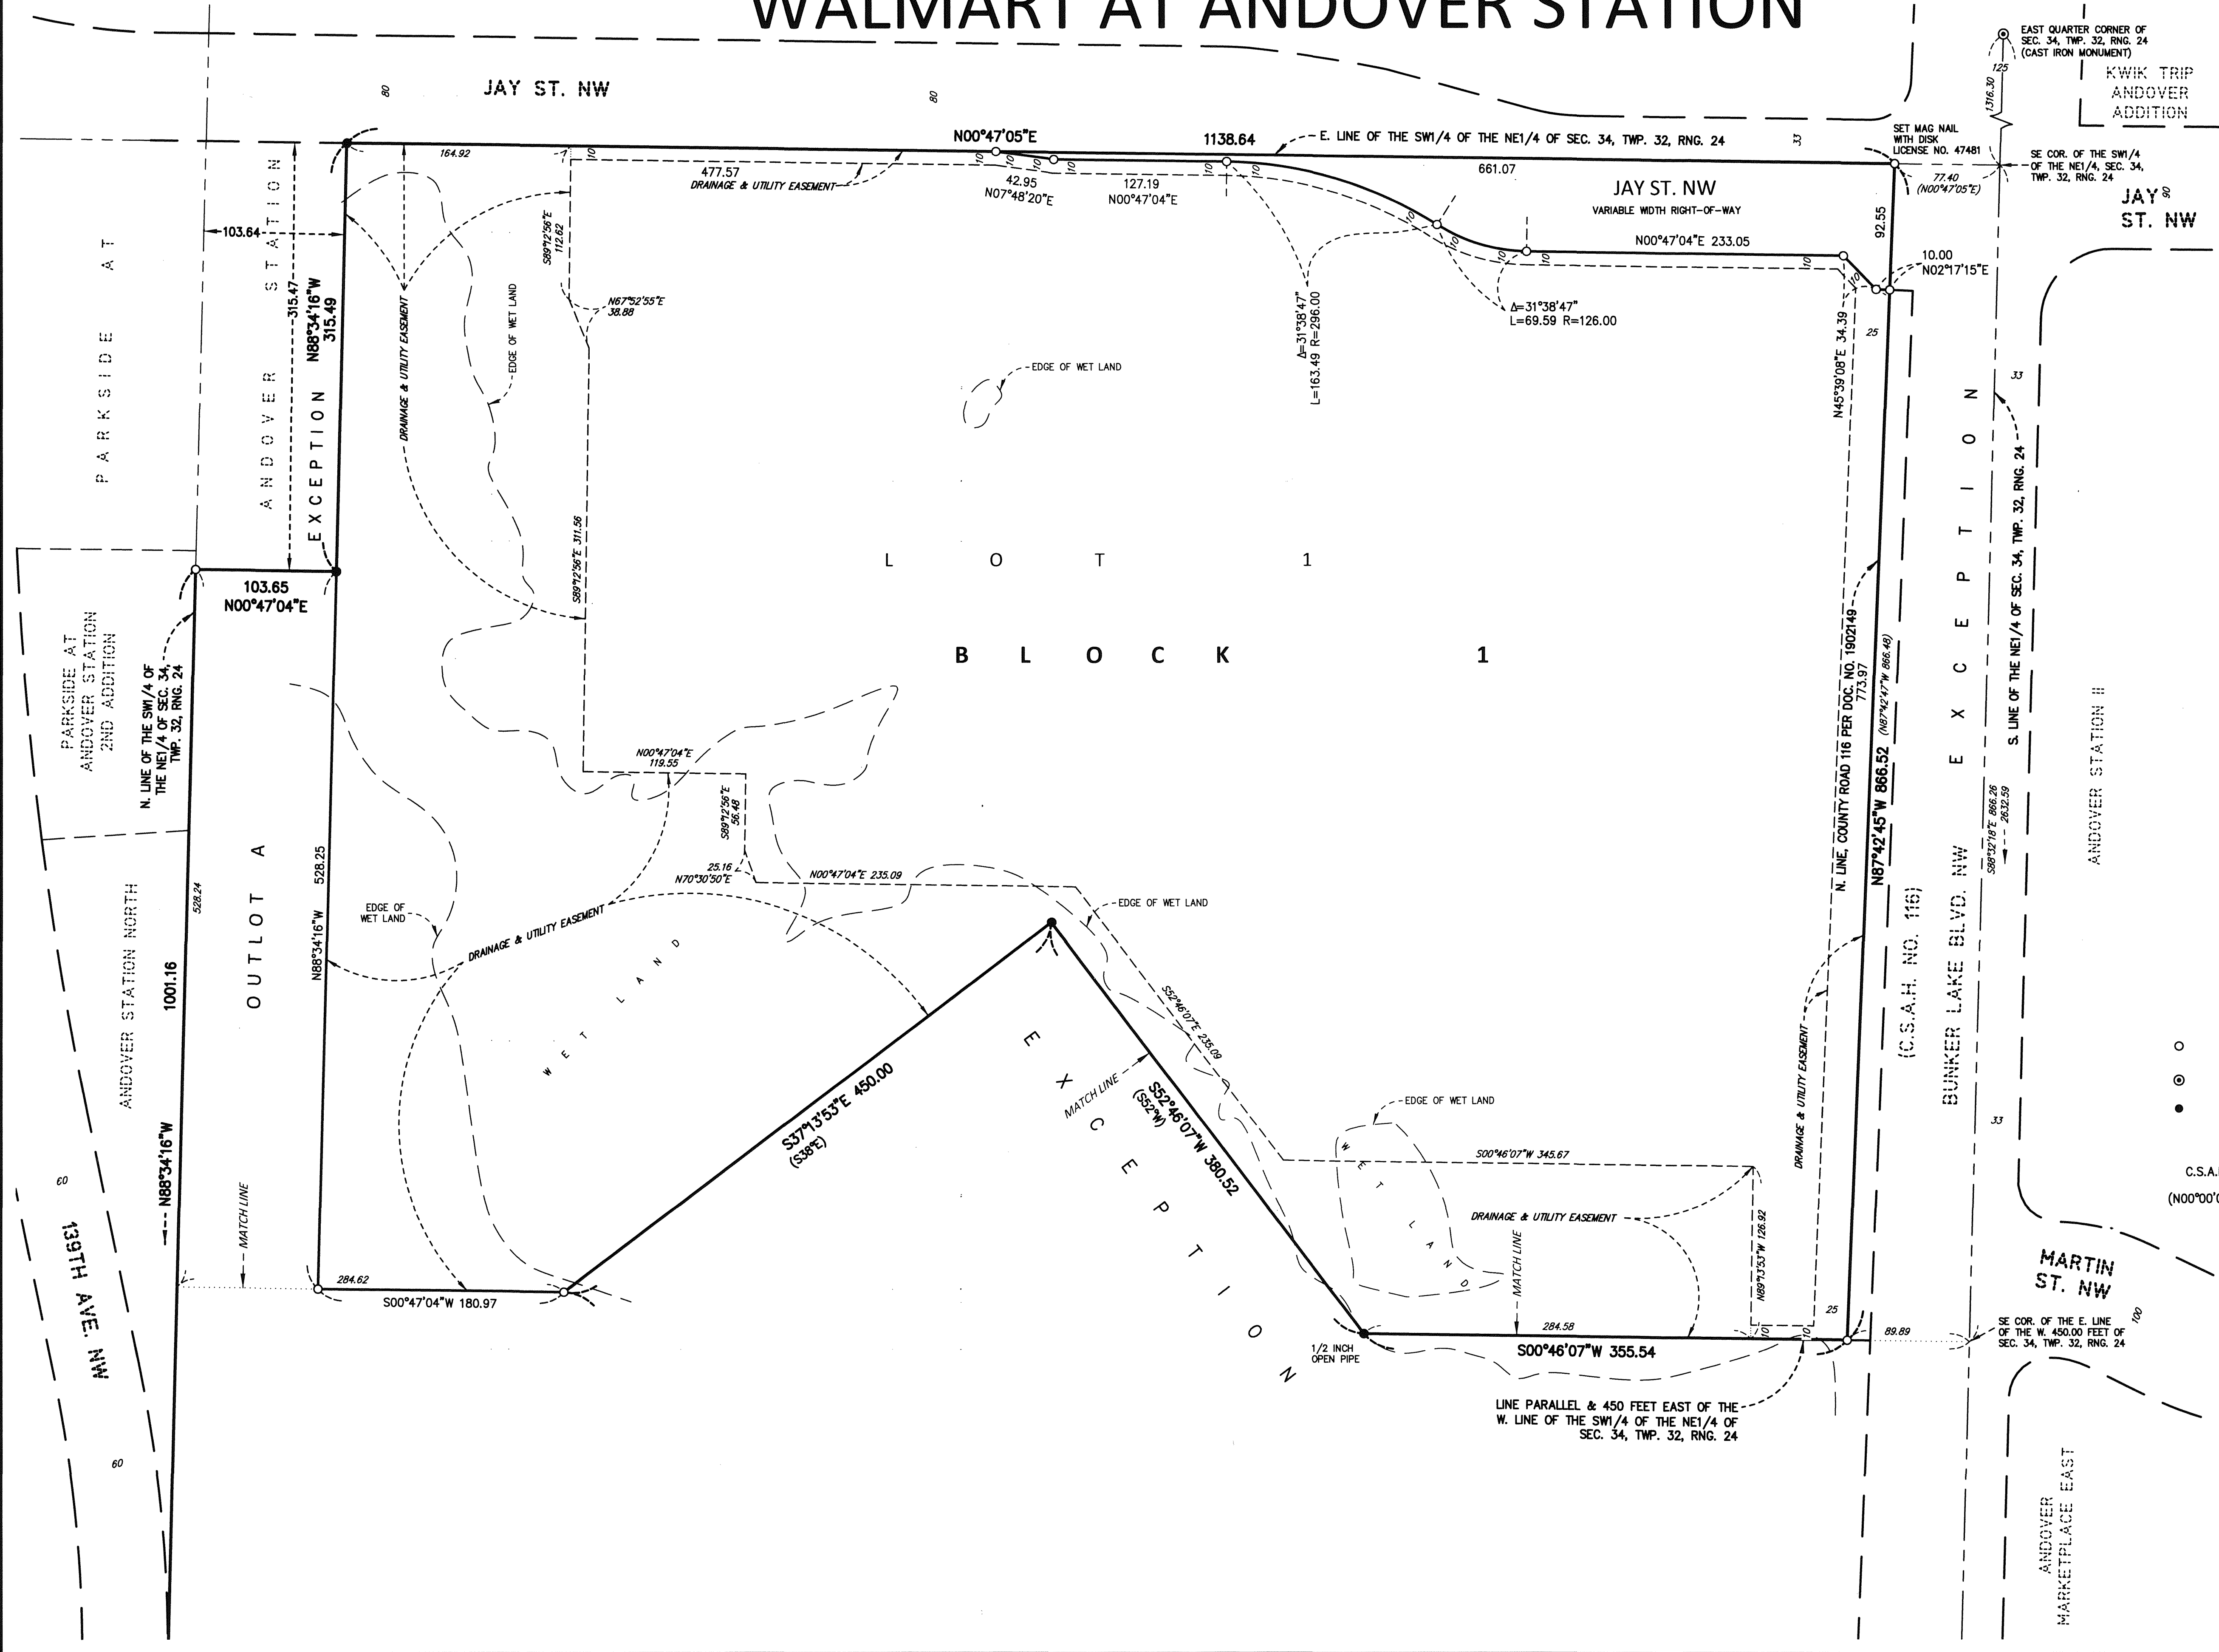 WALMART AT ANDOVER STATION
EAST QUARTER CORNER OF
SEC. 34, TWP. 32, RNG. 24
(CAST IRON MONUMENT)
125
1316.30
KWIK TRIP
ANDOVER
ADDITION
JAY ST. NW
80
80
N00°47'05"E
1138.64
E. LINE OF THE SW1/4 OF THE NE1/4 OF SEC. 34, TWP. 32, RNG. 24
33
SET MAG NAIL
WITH DISK
LICENSE NO. 47481
SE COR. OF THE SW1/4
OF THE NE1/4, SEC. 34,
TWP. 32, RNG. 24
77.40
(N00°47'05"E)
JAY
ST. NW
90
164.92
10
477.57
DRAINAGE & UTILITY EASEMENT
10
10
10
10
42.95
N07°48'20"E
127.19
N00°47'04"E
10
10
661.07
JAY ST. NW
VARIABLE WIDTH RIGHT-OF-WAY
92.55
N00°47'04"E 233.05
10
10
10
10
10
10
10.00
N02°17'15"E
25
N45°39'08"E 34.39
Δ=31°38'47"
L=163.49 R=296.00
Δ=31°38'47"
L=69.59 R=126.00
PARKSIDE AT
ANDOVER STATION
103.64
315.47
EXCEPTION
N88°34'16"W
315.49
S89°12'56"E
112.62
N67°52'55"E
38.88
DRAINAGE & UTILITY EASEMENT
EDGE OF WET LAND
EDGE OF WET LAND
S89°12'56"E 311.56
LOT 1
BLOCK 1
103.65
N00°47'04"E
PARKSIDE AT
ANDOVER STATION
2ND ADDITION
N. LINE OF THE SW1/4 OF
THE NE1/4 OF SEC. 34,
TWP. 32, RNG. 24
N00°47'04"E
119.55
S89°12'56"E
56.48
25.16
N70°30'50"E
N00°47'04"E 235.09
33
EXCEPTION
S. LINE OF THE NE1/4 OF SEC. 34, TWP. 32, RNG. 24
N. LINE, COUNTY ROAD 116 PER DOC. NO. 1902149
773.97
N87°42'45"W 866.52 (N87°42'47"W 866.48)
S88°32'18"E 866.26
2632.59
ANDOVER STATION II
(C.S.A.H. NO. 116)
BUNKER LAKE BLVD. NW
33
ANDOVER STATION NORTH
528.24
1001.16
N88°34'16"W
OUTLOT A
N88°34'16"W 528.25
EDGE OF
WET LAND
DRAINAGE & UTILITY EASEMENT
WET LAND
EDGE OF WET LAND
S52°46'07"E 235.09
S37°13'53"E 450.00
(S38°E)
MATCH LINE
S52°46'07"W 380.52
(S52°W)
EXCEPTION
EDGE OF WET LAND
WET LAND
S00°46'07"W 345.67
DRAINAGE & UTILITY EASEMENT
DRAINAGE & UTILITY EASEMENT
N89°13'53"W 126.92
MATCH LINE
C.S.A.
(N00°00'
60
139TH AVE. NW
60
MATCH LINE
284.62
S00°47'04"W 180.97
1/2 INCH
OPEN PIPE
284.58
S00°46'07"W 355.54
10
10
25
89.89
MARTIN
ST. NW
100
SE COR. OF THE E. LINE
OF THE W. 450.00 FEET OF
SEC. 34, TWP. 32, RNG. 24
LINE PARALLEL & 450 FEET EAST OF THE
W. LINE OF THE SW1/4 OF THE NE1/4 OF
SEC. 34, TWP. 32, RNG. 24
ANDOVER
MARKETPLACE EAST